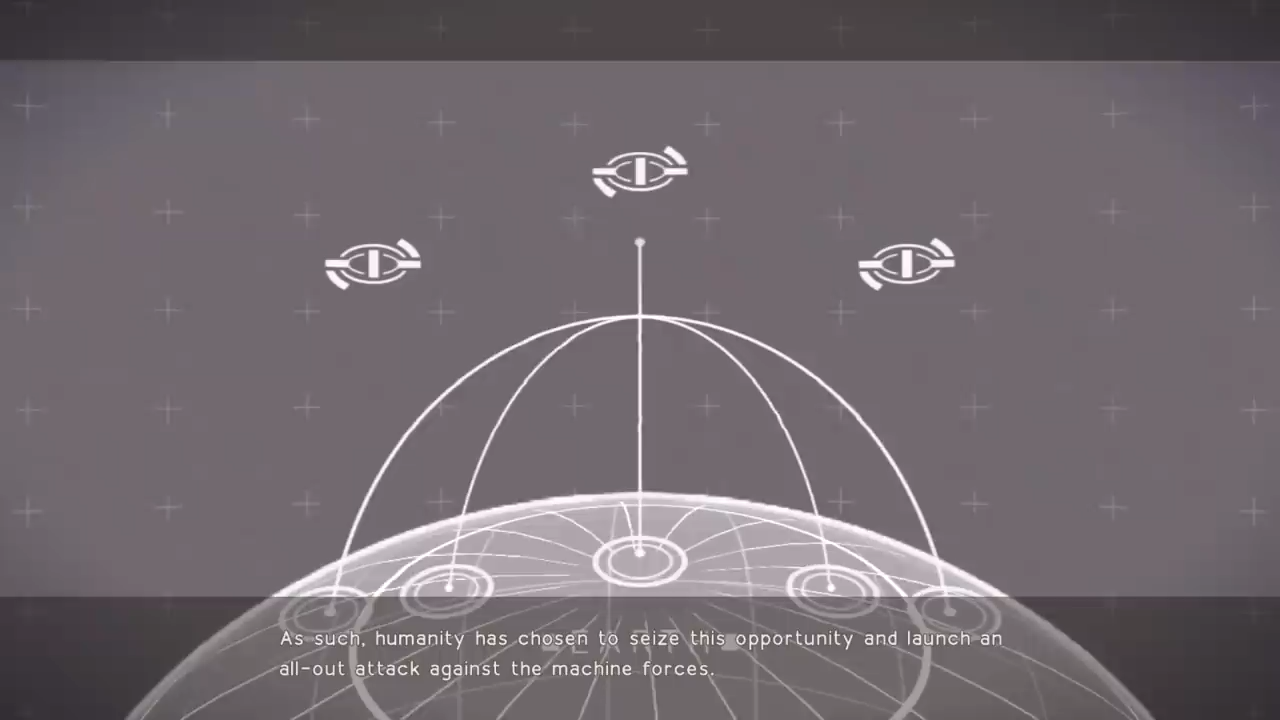 As such, humanity has chosen to seize this opportunity and launch an
all-out attack against the machine forces.